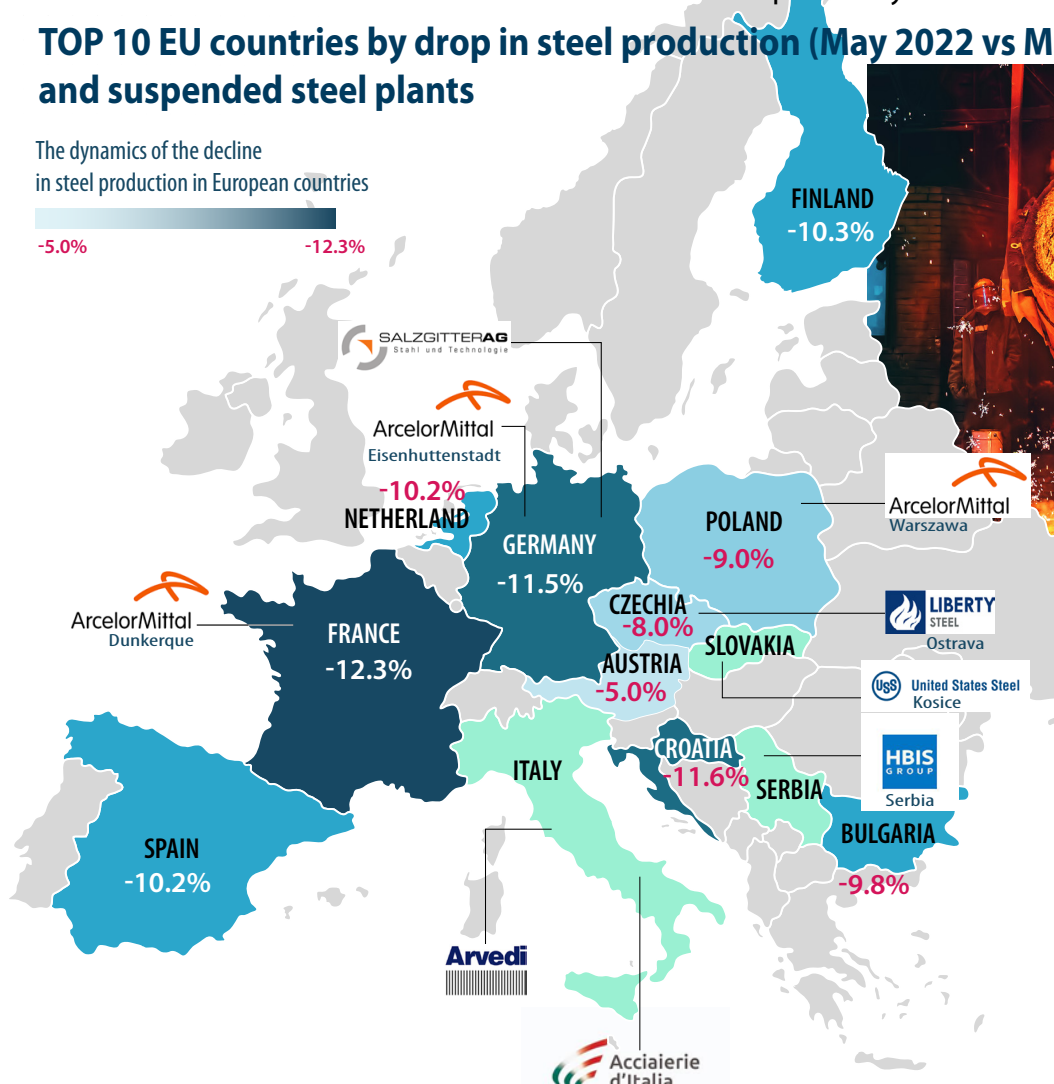 TOP 10 EU countries by drop in steel production (May 2022 vs M
and suspended steel plants
The dynamics of the decline
in steel production in European countries
-5.0%
-12.3%
FINLAND
-10.3%
SALZGITTERAG
Stahl und Technologie
ArcelorMittal
Eisenhuttenstadt
-10.2%
NETHERLAND
GERMANY
-11.5%
POLAND
-9.0%
ArcelorMittal
Warszawa
ArcelorMittal
Dunkerque
FRANCE
-12.3%
CZECHIA
-8.0%
LIBERTY
STEEL
Ostrava
SLOVAKIA
AUSTRIA
-5.0%
USS United States Steel
Kosice
CROATIA
-11.6%
ITALY
SERBIA
HBIS
GROUP
Serbia
BULGARIA
-9.8%
SPAIN
-10.2%
Arvedi
Acciaierie
d'Italia